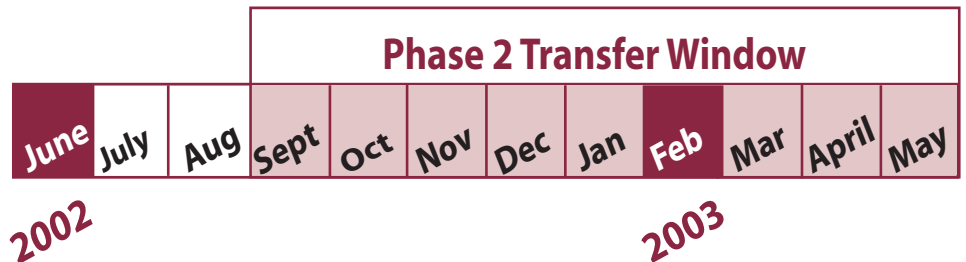 Phase 2 Transfer Window
June July Aug Sept Oct Nov Dec Jan Feb Mar April May
2002 2003